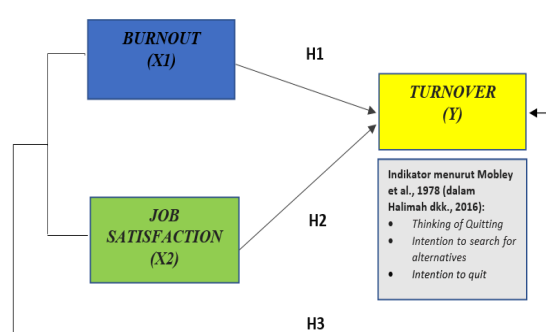 BURNOUT
(X1)
H1
TURNOVER
(Y)
Indikator menurut Mobley
et al., 1978 (dalam
Halimah dkk., 2016):
• Thinking of Quitting
• Intention to search for
alternatives
• Intention to quit
JOB
SATISFACTION
(X2)
H2
H3